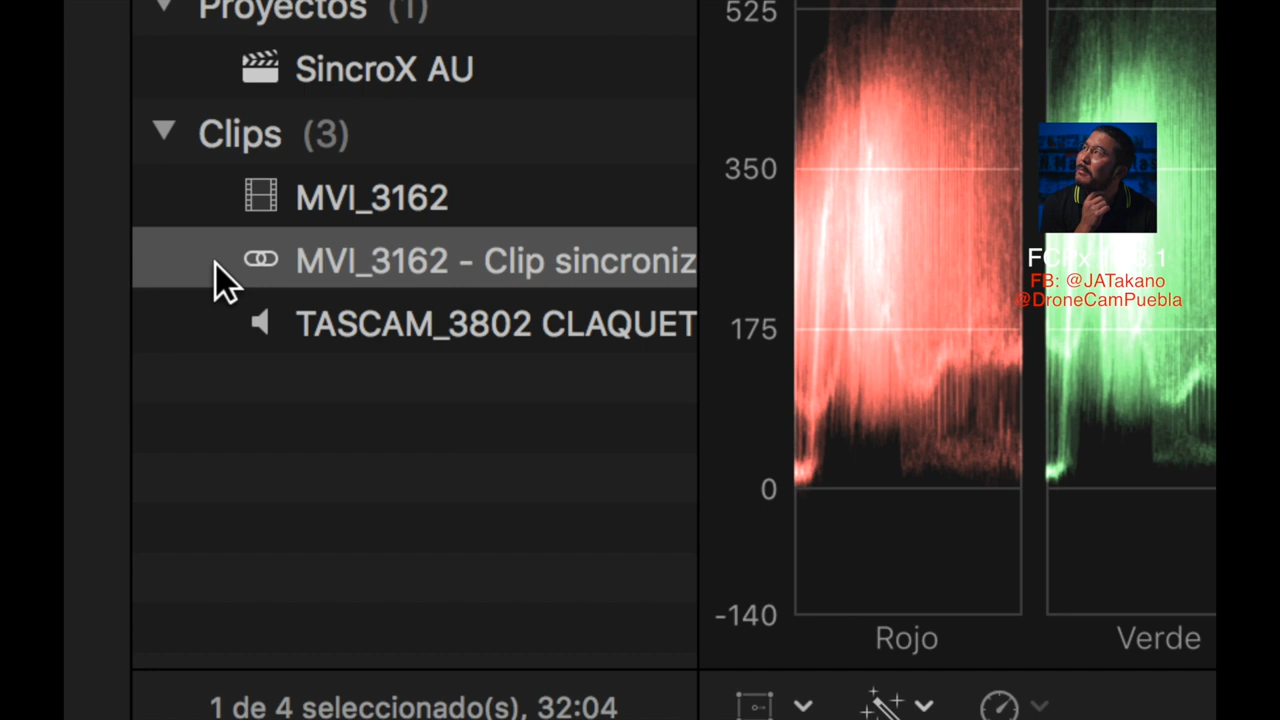 Proyectos (1)
SincroX AU
Clips (3)
MVI_3162
MVI_3162 - Clip sincroniz
TASCAM_3802 CLAQUET
1 de 4 seleccionado(s), 32:04
525
350
175
0
-140
Rojo
Verde
FB: @JATakano
@DroneCamPuebla